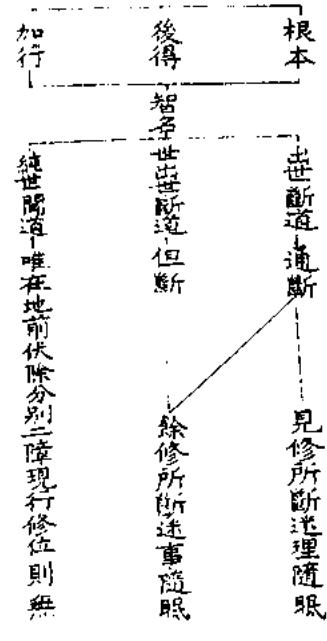 根本
後得
加行
智名
出世斷道
通斷
見修所斷迷理隨眠
世出世斷道
但斷
餘修所斷迷事隨眠
純世間道
唯在地前伏除分別二障現行修位則無